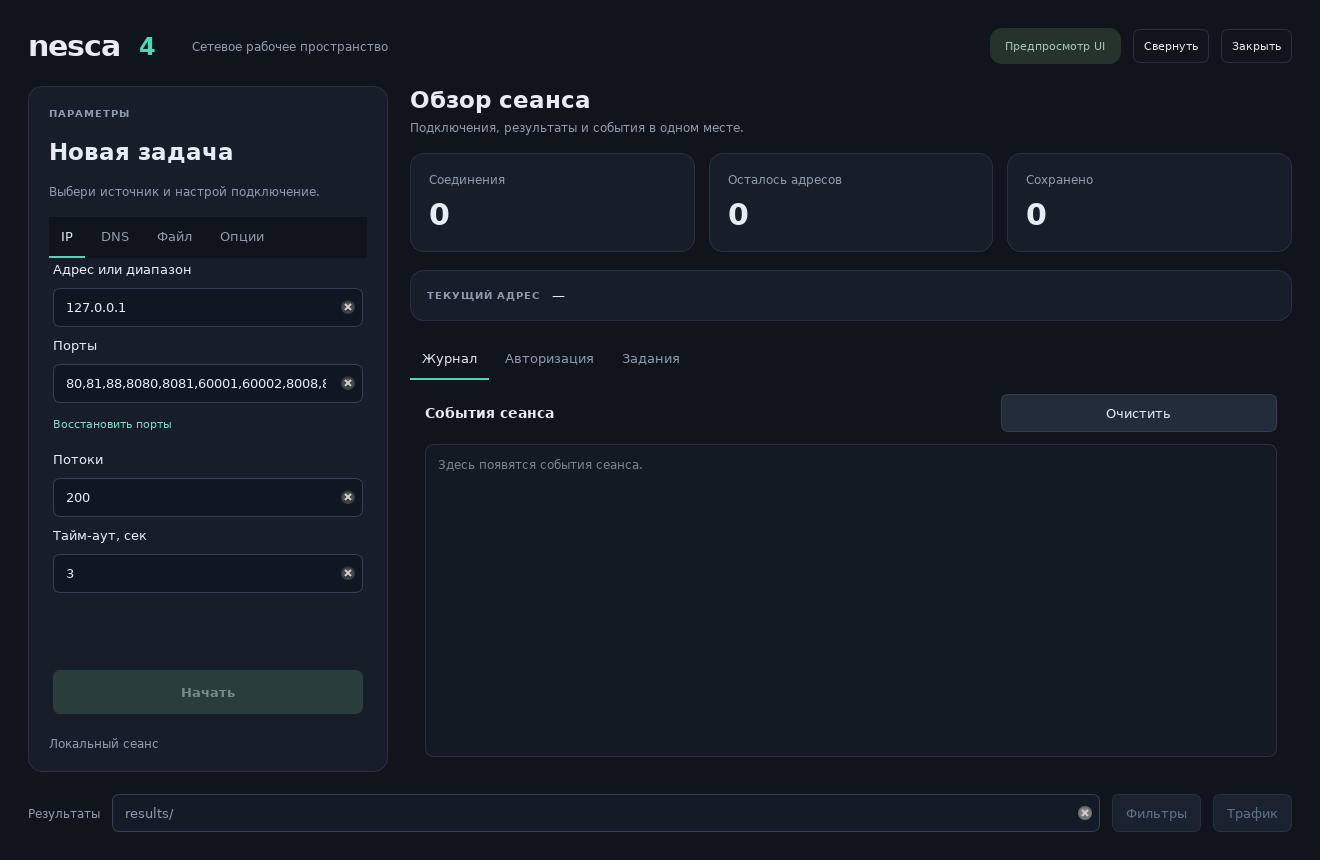 nesca 4
Сетевое рабочее пространство
Предпросмотр UI
Свернуть
Закрыть
ПАРАМЕТРЫ
Новая задача
Выбери источник и настрой подключение.
IP
DNS
Файл
Опции
Адрес или диапазон
127.0.0.1
Порты
80,81,88,8080,8081,60001,60002,8008,8
Восстановить порты
Потоки
200
Тайм-аут, сек
3
Начать
Локальный сеанс
Обзор сеанса
Подключения, результаты и события в одном месте.
Соединения
0
Осталось адресов
0
Сохранено
0
ТЕКУЩИЙ АДРЕС —
Журнал
Авторизация
Задания
События сеанса
Очистить
Здесь появятся события сеанса.
Результаты
results/
Фильтры
Трафик